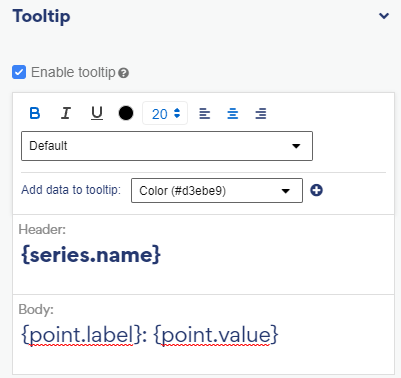 Tooltip
Enable tooltip ?
B I U 20
Default
Add data to tooltip: Color (#d3ebe9)
Header:
{series.name}
Body:
{point.label}: {point.value}